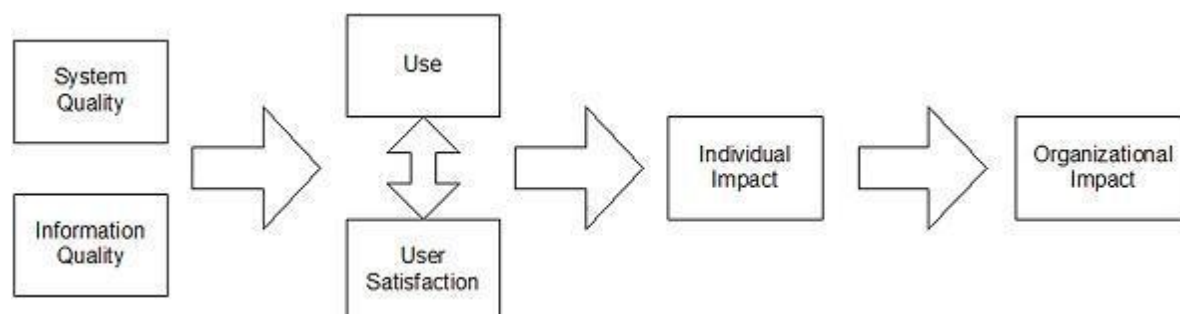 System
Quality
Information
Quality
Use
User
Satisfaction
Individual
Impact
Organizational
Impact